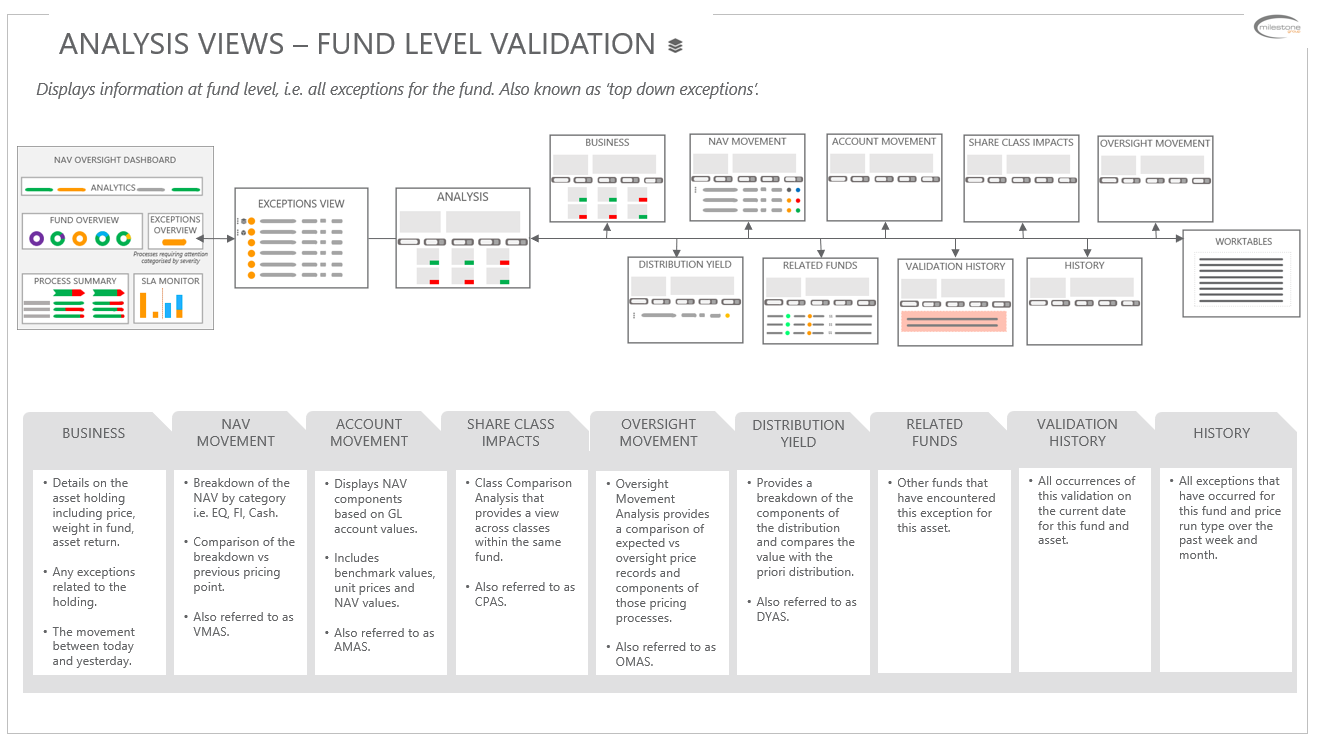 ANALYSIS VIEWS – FUND LEVEL VALIDATION
milestone
group
Displays information at fund level, i.e. all exceptions for the fund. Also known as ‘top down exceptions’.
NAV OVERSIGHT DASHBOARD
ANALYTICS
FUND OVERVIEW
EXCEPTIONS
OVERVIEW
Processes requiring attention
categorised by severity
PROCESS SUMMARY
SLA MONITOR
EXCEPTIONS VIEW
ANALYSIS
BUSINESS
NAV MOVEMENT
ACCOUNT MOVEMENT
SHARE CLASS IMPACTS
OVERSIGHT MOVEMENT
DISTRIBUTION YIELD
RELATED FUNDS
VALIDATION HISTORY
HISTORY
WORKTABLES
BUSINESS
• Details on the
asset holding
including price,
weight in fund,
asset return.
• Any exceptions
related to the
holding.
• The movement
between today
and yesterday.
NAV
MOVEMENT
• Breakdown of the
NAV by category
i.e. EQ, FI, Cash.
• Comparison of the
breakdown vs
previous pricing
point.
• Also referred to as
VMAS.
ACCOUNT
MOVEMENT
• Displays NAV
components
based on GL
account values.
• Includes
benchmark values,
unit prices and
NAV values.
• Also referred to as
AMAS.
SHARE CLASS
IMPACTS
• Class Comparison
Analysis that
provides a view
across classes
within the same
fund.
• Also referred to as
CPAS.
OVERSIGHT
MOVEMENT
• Oversight
Movement
Analysis provides
a comparison of
expected vs
oversight price
records and
components of
those pricing
processes.
• Also referred to as
OMAS.
DISTRIBUTION
YIELD
• Provides a
breakdown of the
components of
the distribution
and compares the
value with the
priori distribution.
• Also referred to as
DYAS.
RELATED
FUNDS
• Other funds that
have encountered
this exception for
this asset.
VALIDATION
HISTORY
• All occurrences of
this validation on
the current date
for this fund and
asset.
HISTORY
• All exceptions that
have occurred for
this fund and price
run type over the
past week and
month.